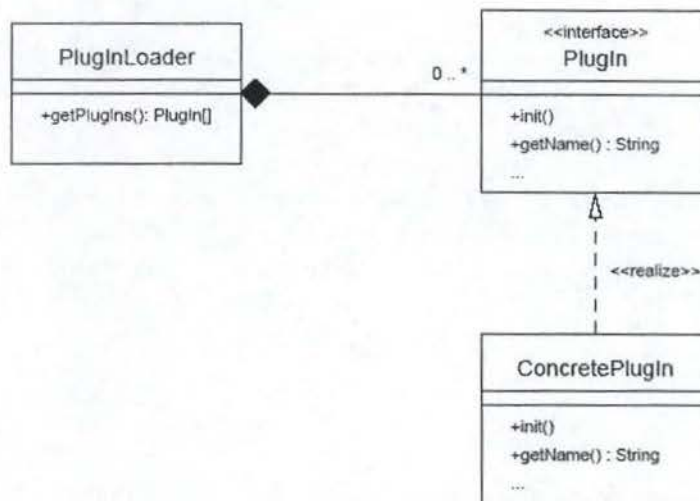 PlugInLoader
+getPlugIns(): PlugIn[]
0 .. *
<<interface>>
PlugIn
+init()
+getName() : String
...
<<realize>>
ConcretePlugIn
+init()
+getName() : String
...